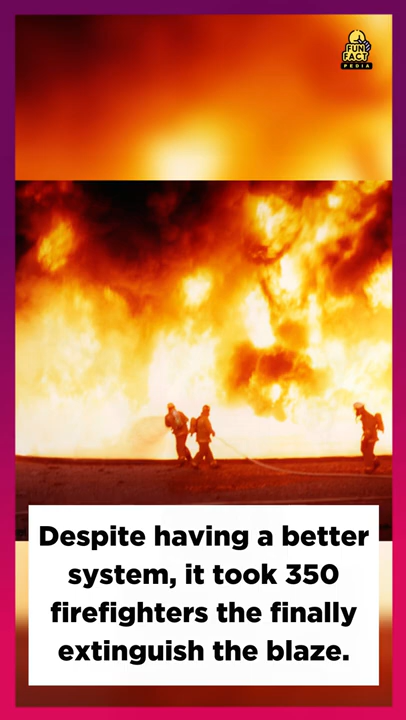 FUN
FACT
PEDIA
Despite having a better
system, it took 350
firefighters the finally
extinguish the blaze.